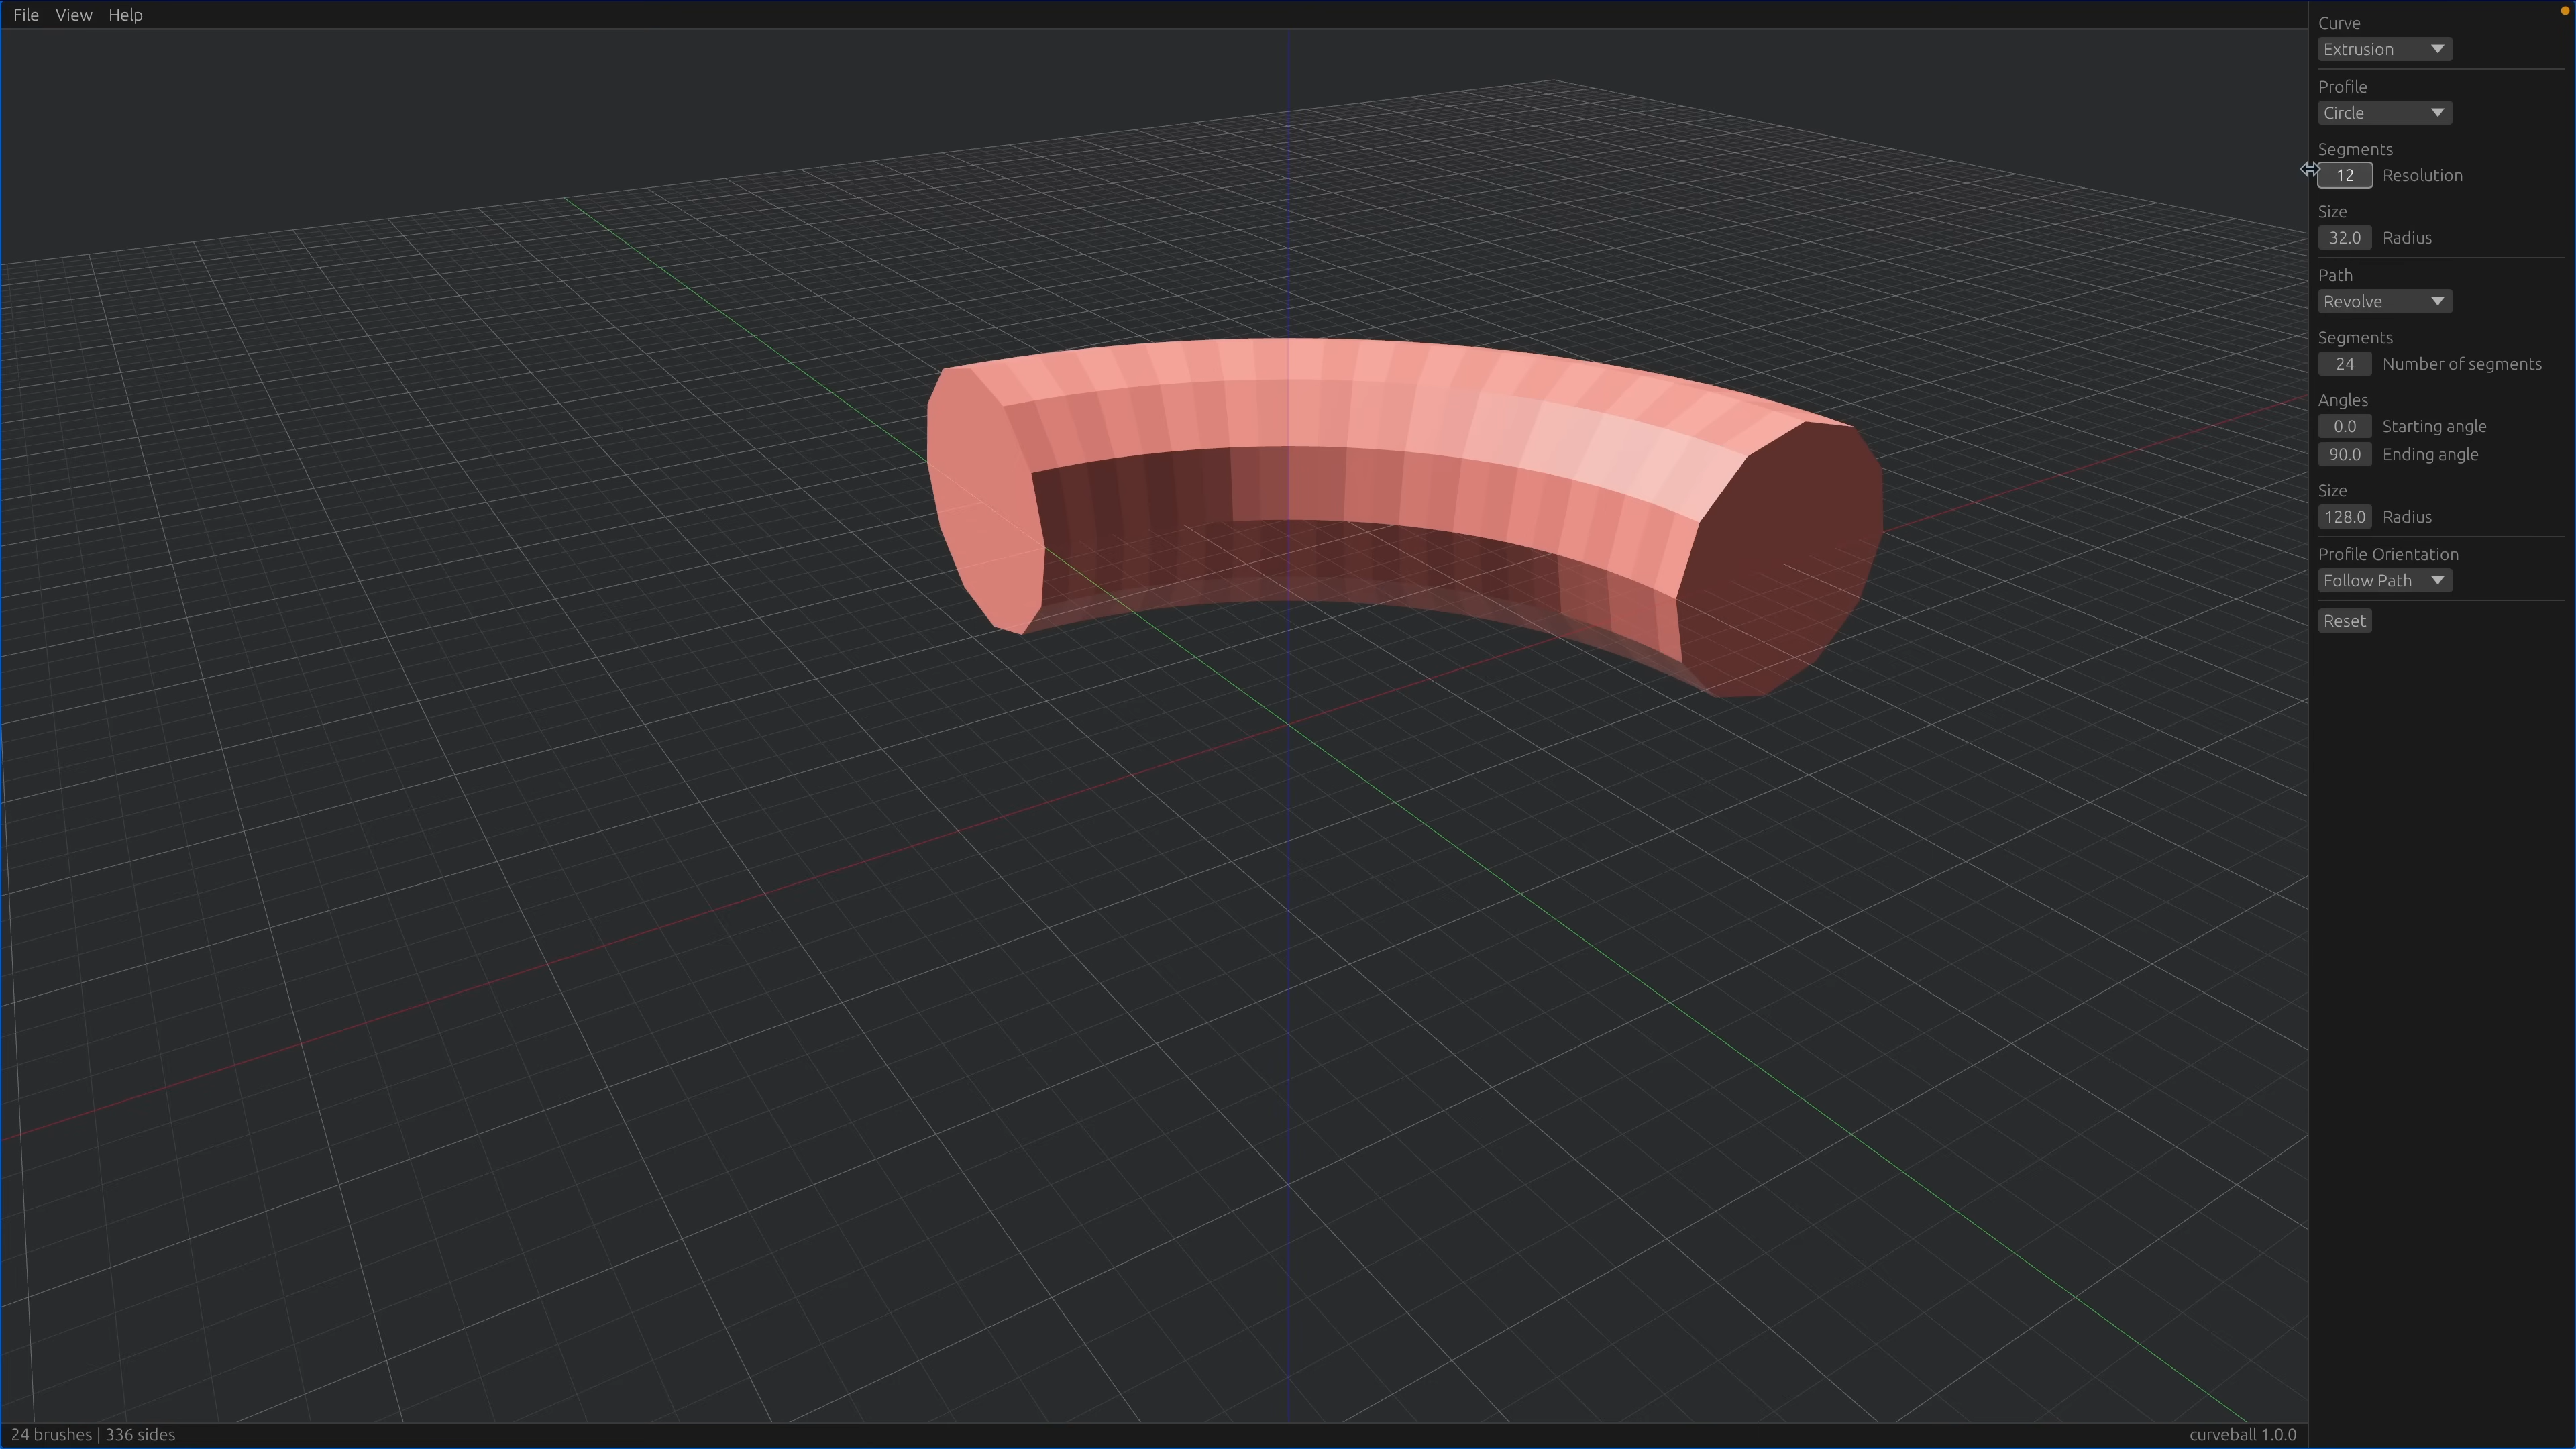 File View Help
Curve
Extrusion
Profile
Circle
Segments
12 Resolution
Size
32.0 Radius
Path
Revolve
Segments
24 Number of segments
Angles
0.0 Starting angle
90.0 Ending angle
Size
128.0 Radius
Profile Orientation
Follow Path
Reset
24 brushes | 336 sides
curveball 1.0.0